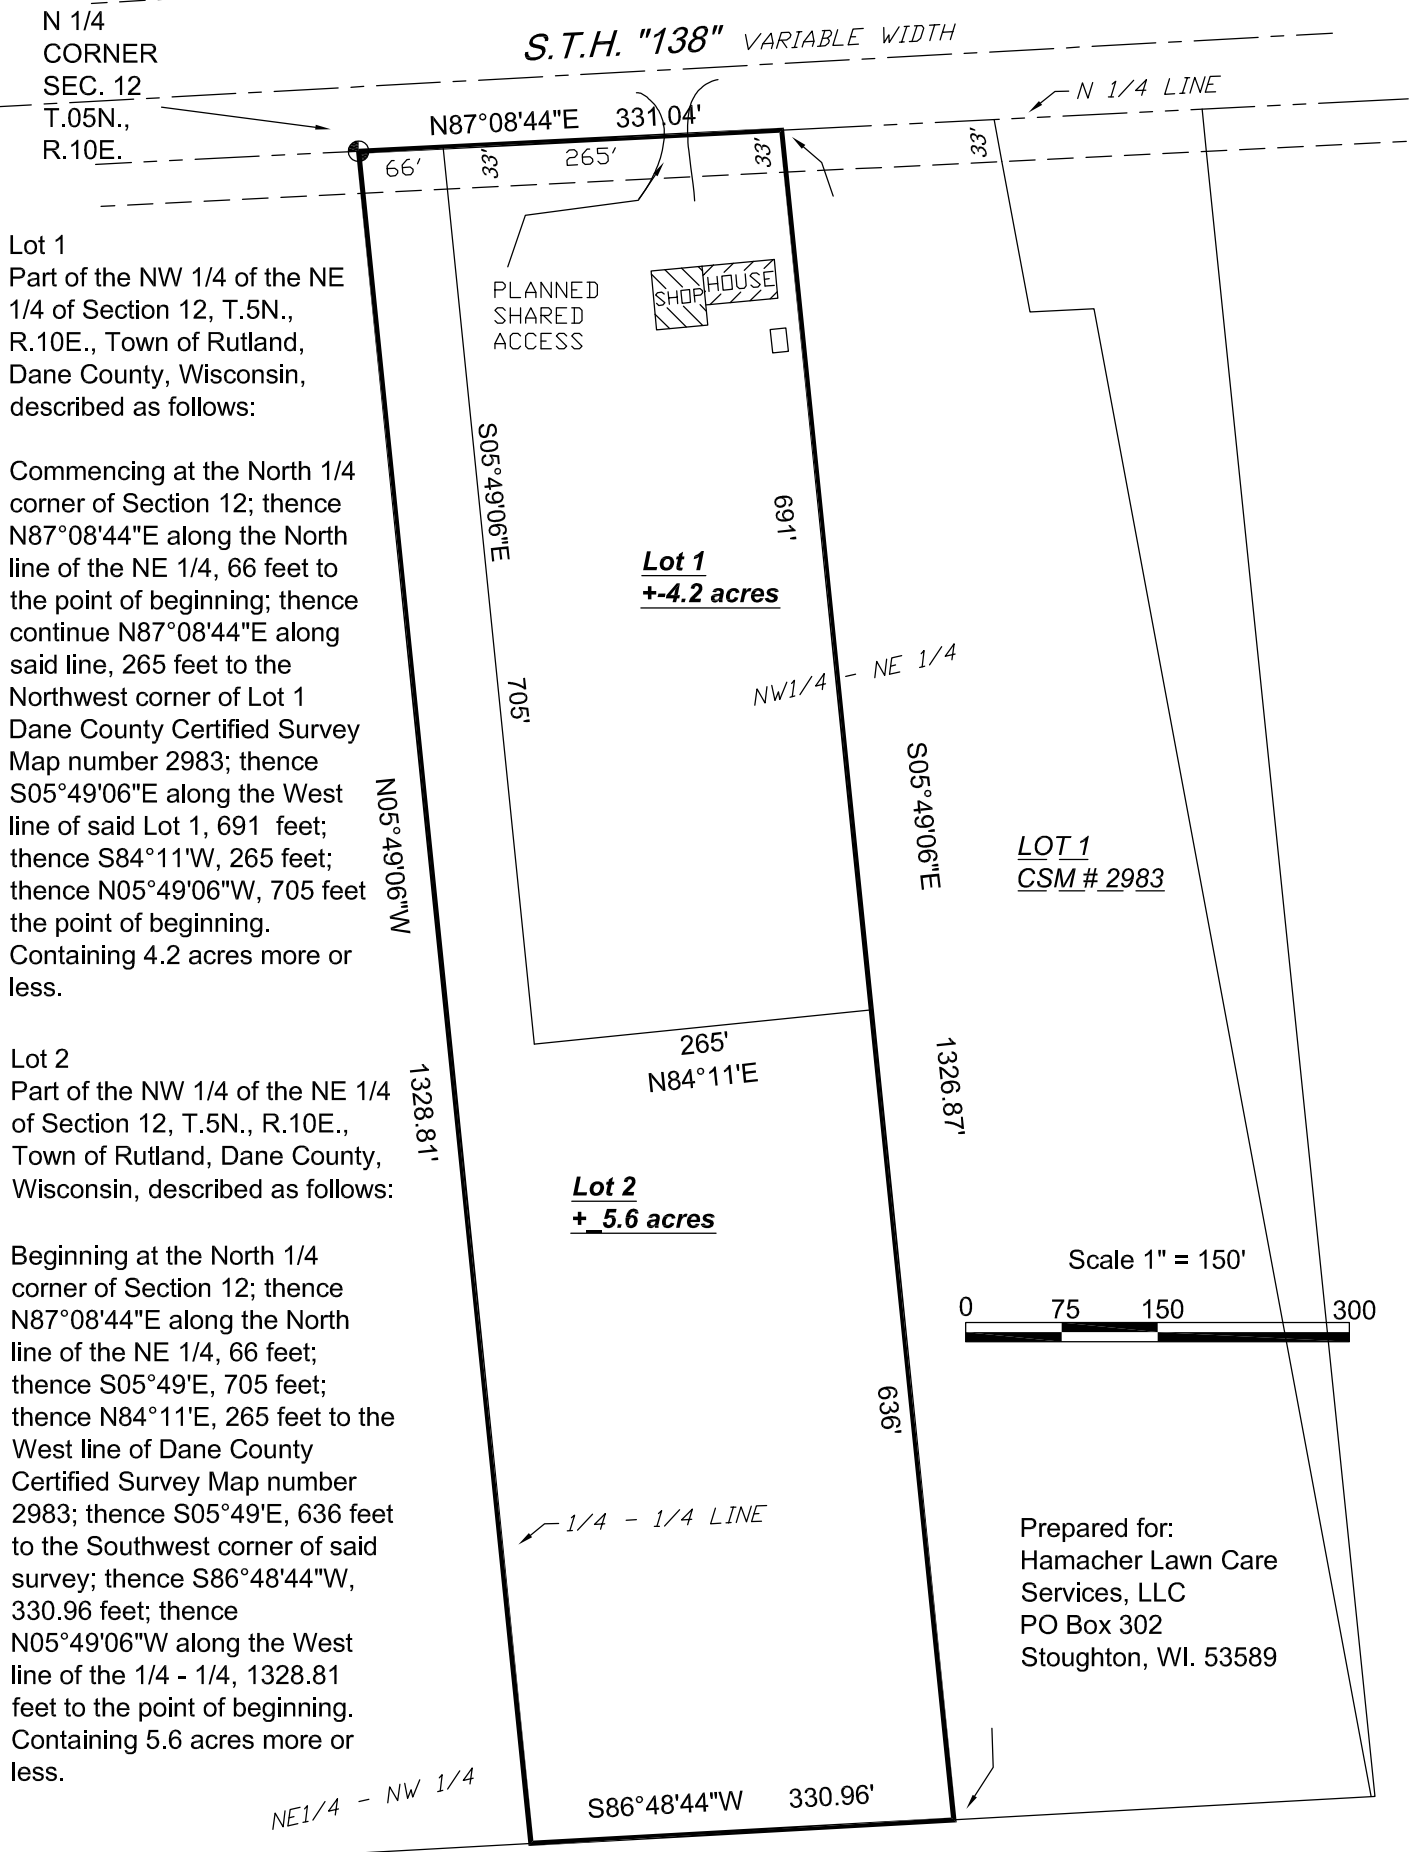 N 1/4
CORNER
SEC. 12
T.05N.,
R.10E.
S.T.H. "138" VARIABLE WIDTH
N 1/4 LINE
N87°08'44"E 331.04'
66'
33'
265'
33'
33'
PLANNED
SHARED
ACCESS
SHOP
HOUSE
Lot 1
Part of the NW 1/4 of the NE
1/4 of Section 12, T.5N.,
R.10E., Town of Rutland,
Dane County, Wisconsin,
described as follows:
Commencing at the North 1/4
corner of Section 12; thence
N87°08'44"E along the North
line of the NE 1/4, 66 feet to
the point of beginning; thence
continue N87°08'44"E along
said line, 265 feet to the
Northwest corner of Lot 1
Dane County Certified Survey
Map number 2983; thence
S05°49'06"E along the West
line of said Lot 1, 691 feet;
thence S84°11'W, 265 feet;
thence N05°49'06"W, 705 feet
the point of beginning.
Containing 4.2 acres more or
less.
Lot 2
Part of the NW 1/4 of the NE 1/4
of Section 12, T.5N., R.10E.,
Town of Rutland, Dane County,
Wisconsin, described as follows:
Beginning at the North 1/4
corner of Section 12; thence
N87°08'44"E along the North
line of the NE 1/4, 66 feet;
thence S05°49'E, 705 feet;
thence N84°11'E, 265 feet to the
West line of Dane County
Certified Survey Map number
2983; thence S05°49'E, 636 feet
to the Southwest corner of said
survey; thence S86°48'44"W,
330.96 feet; thence
N05°49'06"W along the West
line of the 1/4 - 1/4, 1328.81
feet to the point of beginning.
Containing 5.6 acres more or
less.
S05°49'06"E
705'
691'
Lot 1
+-4.2 acres
NW1/4 - NE 1/4
N05°49'06"W
1328.81'
S05°49'06"E
1326.87'
LOT 1
CSM # 2983
265'
N84°11'E
Lot 2
+_5.6 acres
636'
Scale 1" = 150'
0 75 150 300
1/4 - 1/4 LINE
Prepared for:
Hamacher Lawn Care
Services, LLC
PO Box 302
Stoughton, WI. 53589
NE1/4 - NW 1/4
S86°48'44"W 330.96'